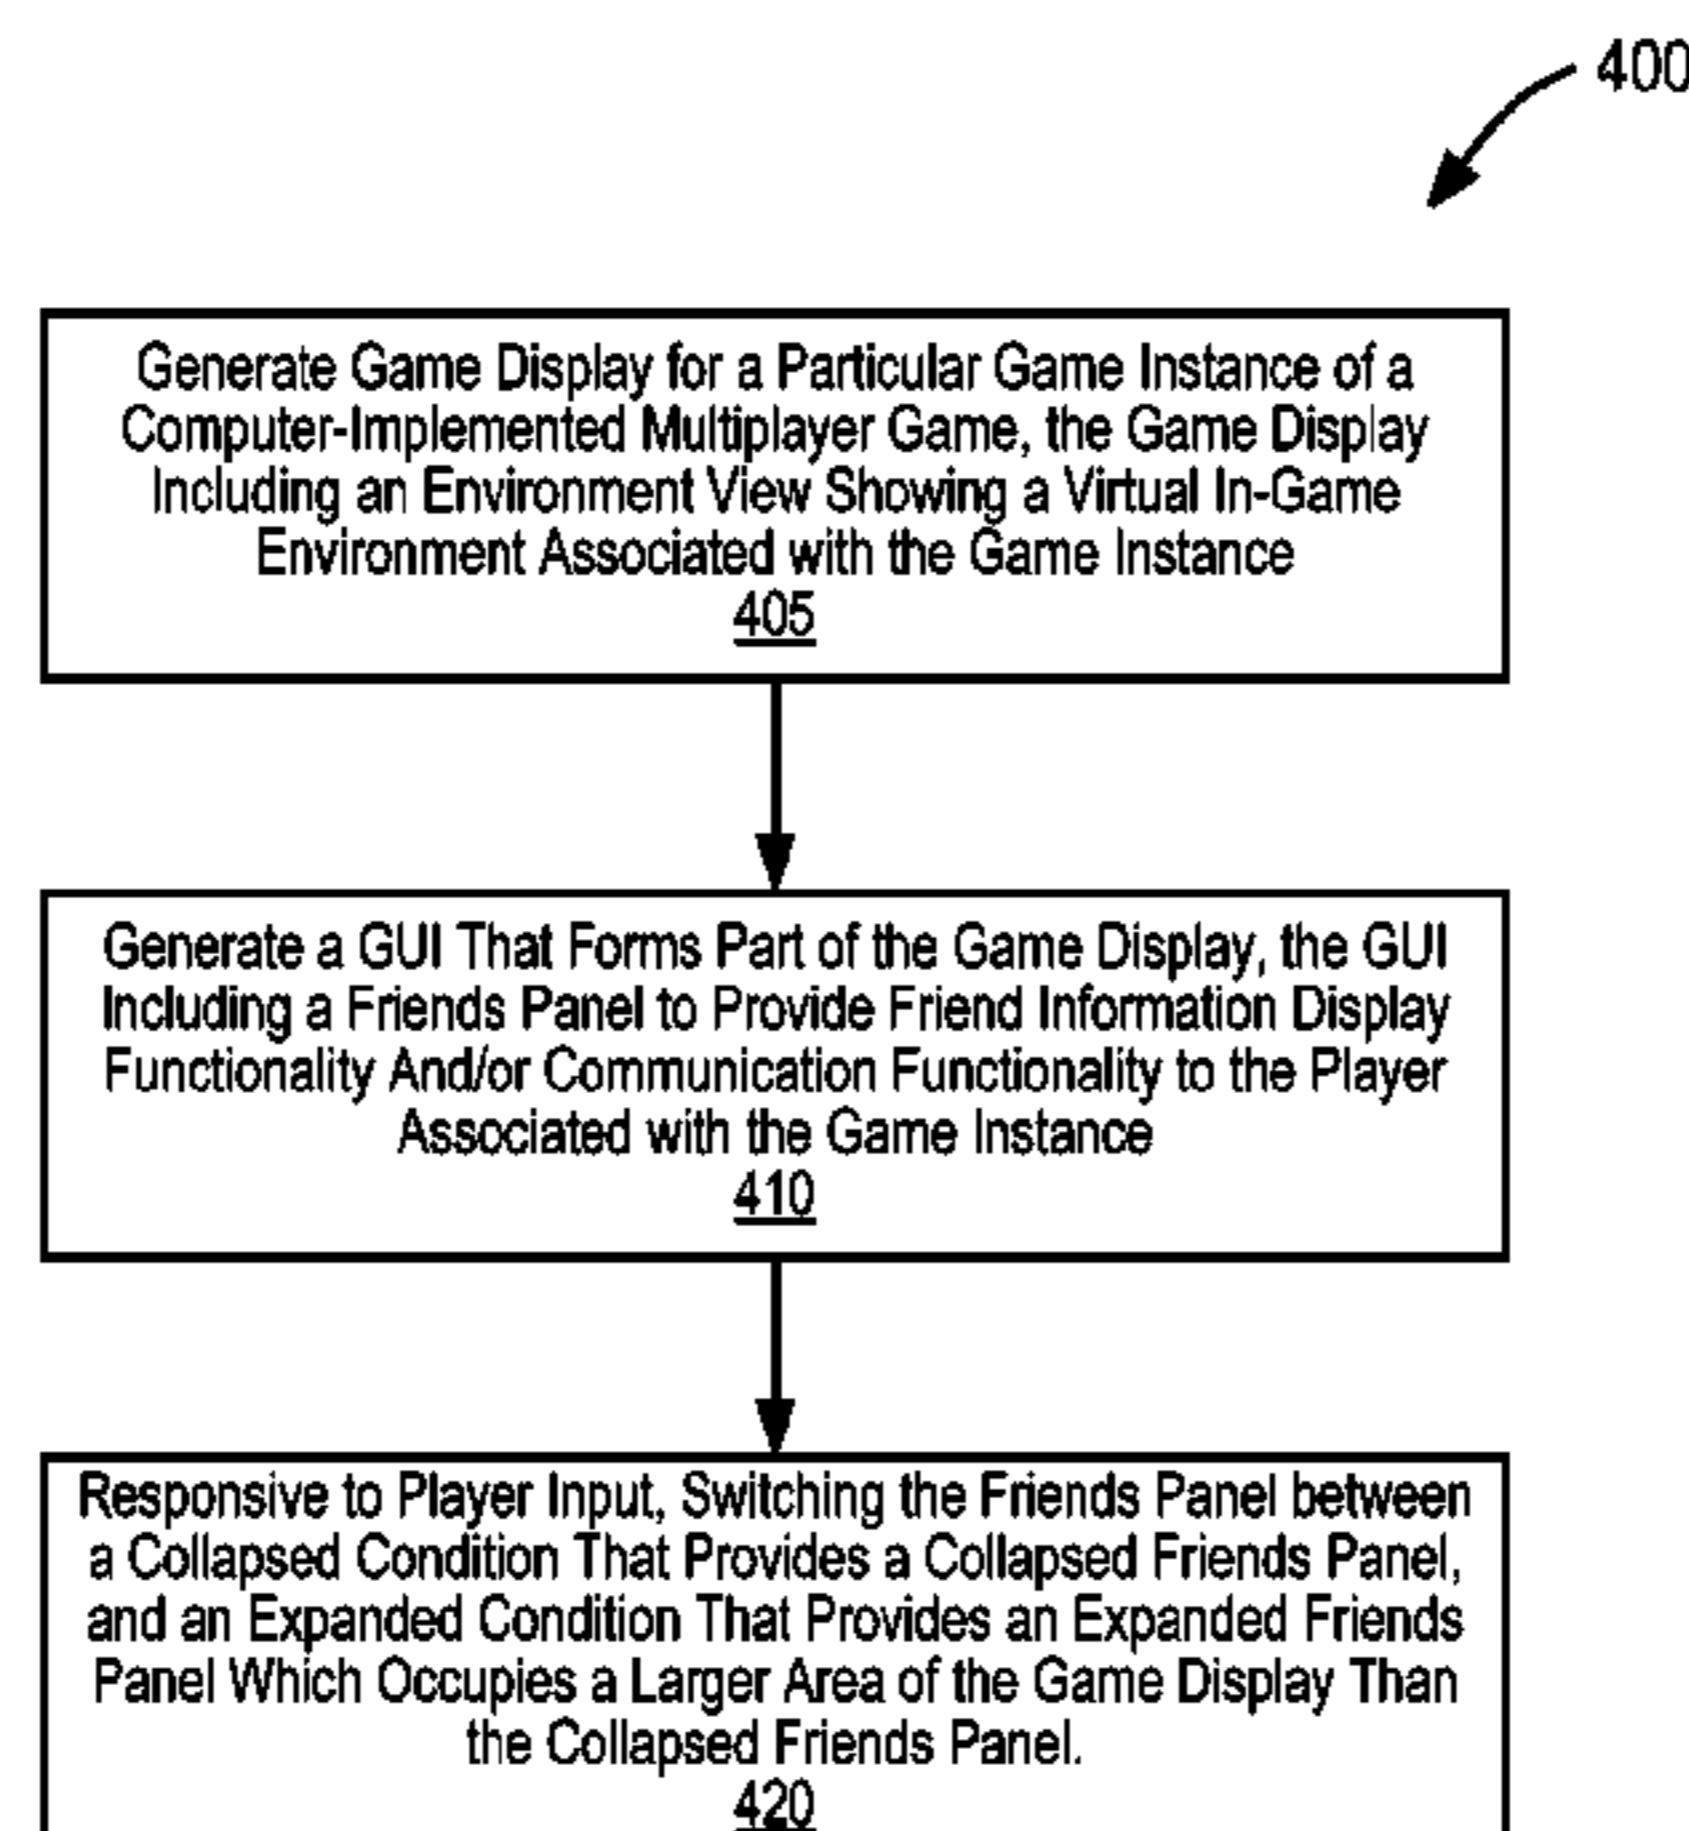 400
Generate Game Display for a Particular Game Instance of a
Computer-Implemented Multiplayer Game, the Game Display
Including an Environment View Showing a Virtual In-Game
Environment Associated with the Game Instance
405
Generate a GUI That Forms Part of the Game Display, the GUI
Including a Friends Panel to Provide Friend Information Display
Functionality And/or Communication Functionality to the Player
Associated with the Game Instance
410
Responsive to Player Input, Switching the Friends Panel between
a Collapsed Condition That Provides a Collapsed Friends Panel,
and an Expanded Condition That Provides an Expanded Friends
Panel Which Occupies a Larger Area of the Game Display Than
the Collapsed Friends Panel.
420